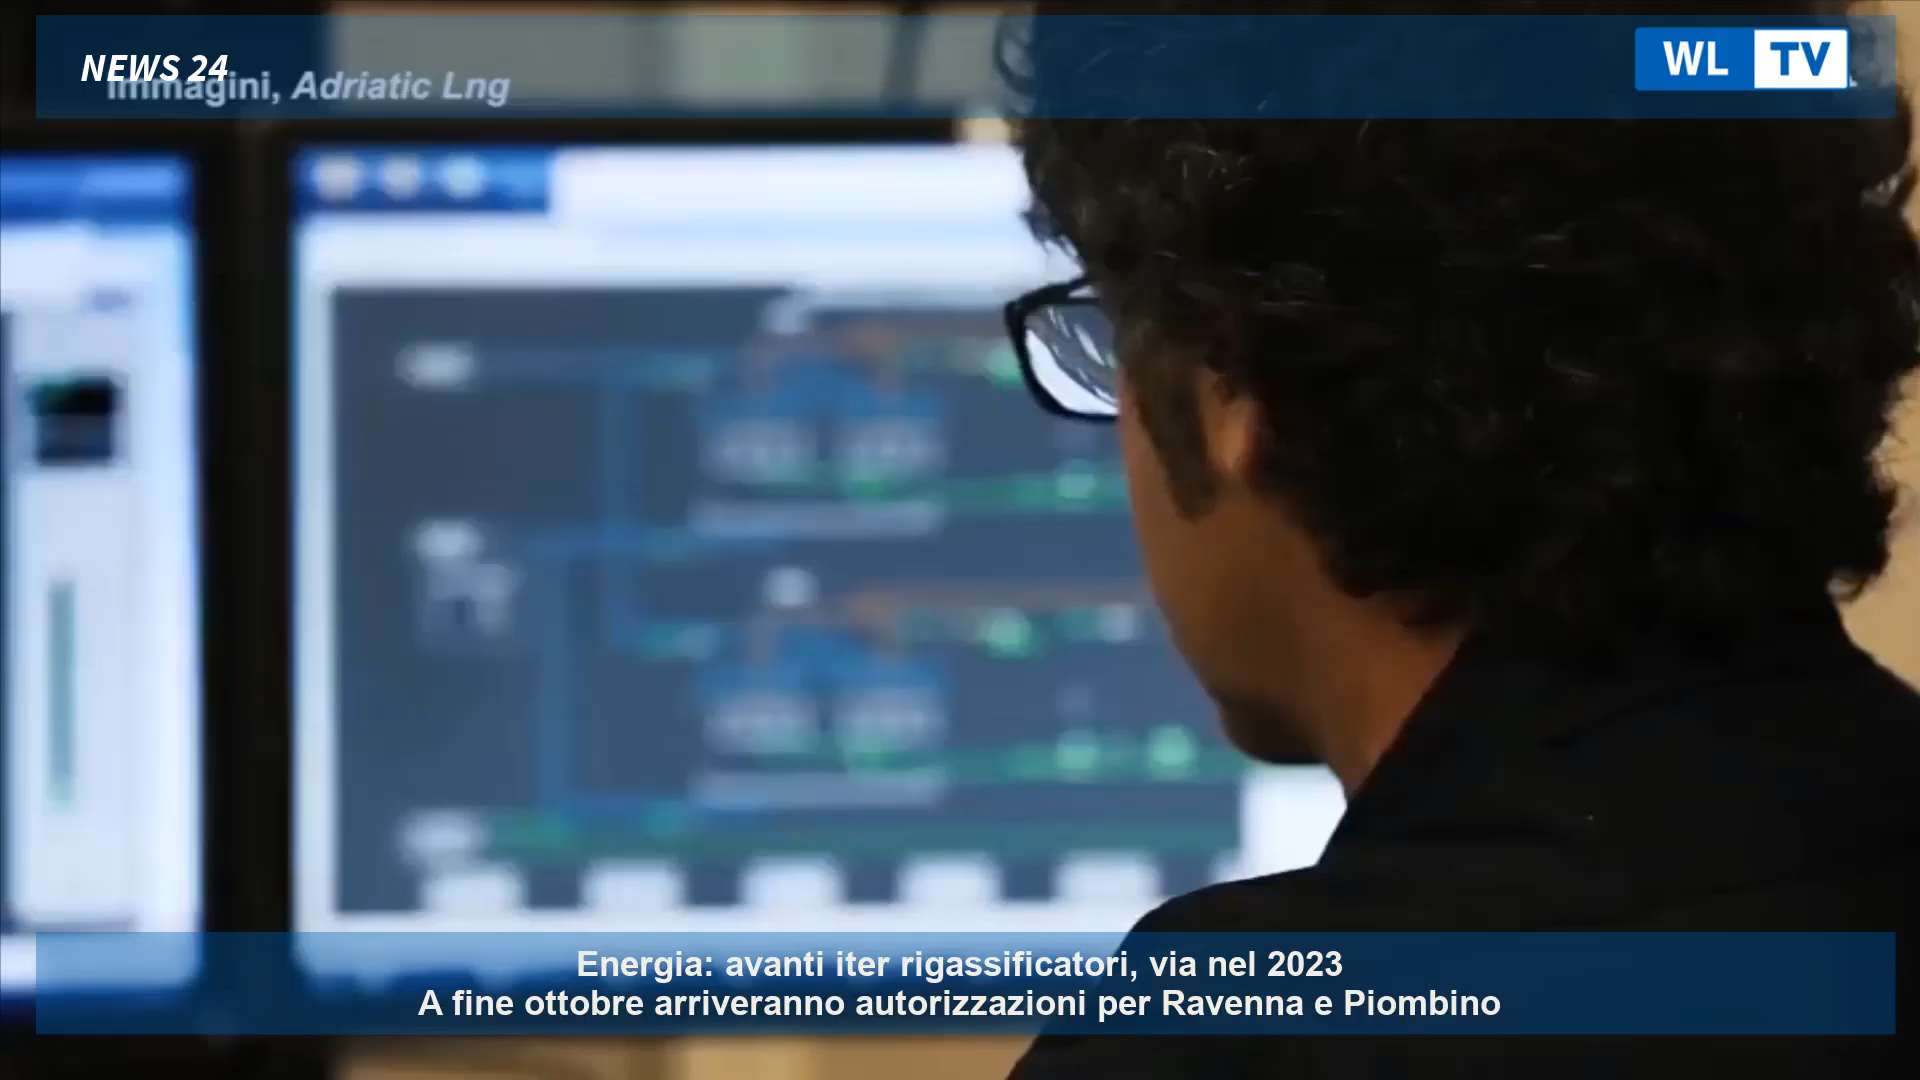 NEWS 24
Immagini, Adriatic Lng
WL TV
Energia: avanti iter rigassificatori, via nel 2023
A fine ottobre arriveranno autorizzazioni per Ravenna e Piombino